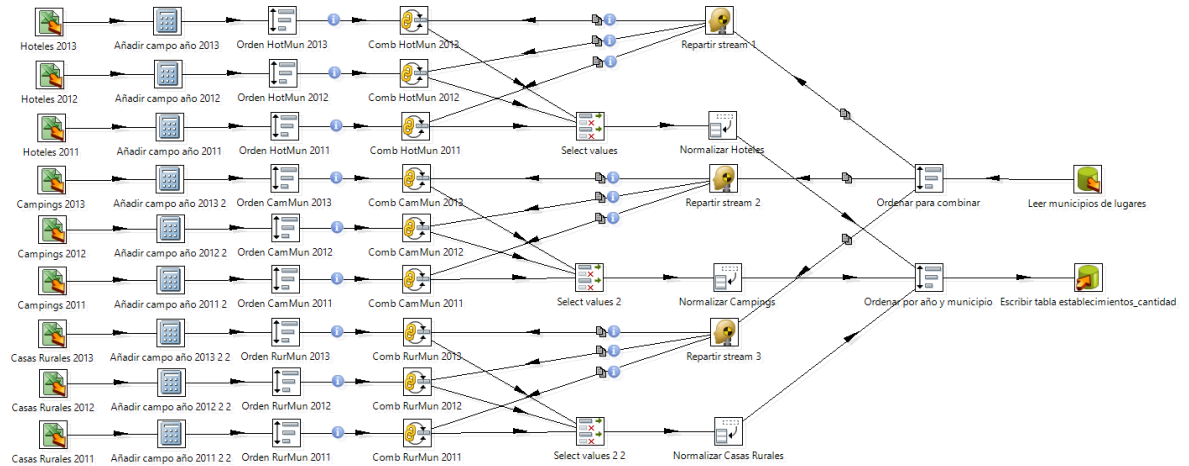 Hoteles 2013
Añadir campo año 2013
Orden HotMun 2013
Comb HotMun 2013
Repartir stream 1
Hoteles 2012
Añadir campo año 2012
Orden HotMun 2012
Comb HotMun 2012
Hoteles 2011
Añadir campo año 2011
Orden HotMun 2011
Comb HotMun 2011
Select values
Normalizar Hoteles
Campings 2013
Añadir campo año 2013 2
Orden CamMun 2013
Comb CamMun 2013
Repartir stream 2
Ordenar para combinar
Leer municipios de lugares
Campings 2012
Añadir campo año 2012 2
Orden CamMun 2012
Comb CamMun 2012
Campings 2011
Añadir campo año 2011 2
Orden CamMun 2011
Comb CamMun 2011
Select values 2
Normalizar Campings
Ordenar por año y municipio
Escribir tabla establecimientos_cantidad
Casas Rurales 2013
Añadir campo año 2013 2 2
Orden RurMun 2013
Comb RurMun 2013
Repartir stream 3
Casas Rurales 2012
Añadir campo año 2012 2 2
Orden RurMun 2012
Comb RurMun 2012
Casas Rurales 2011
Añadir campo año 2011 2 2
Orden RurMun 2011
Comb RurMun 2011
Select values 2 2
Normalizar Casas Rurales